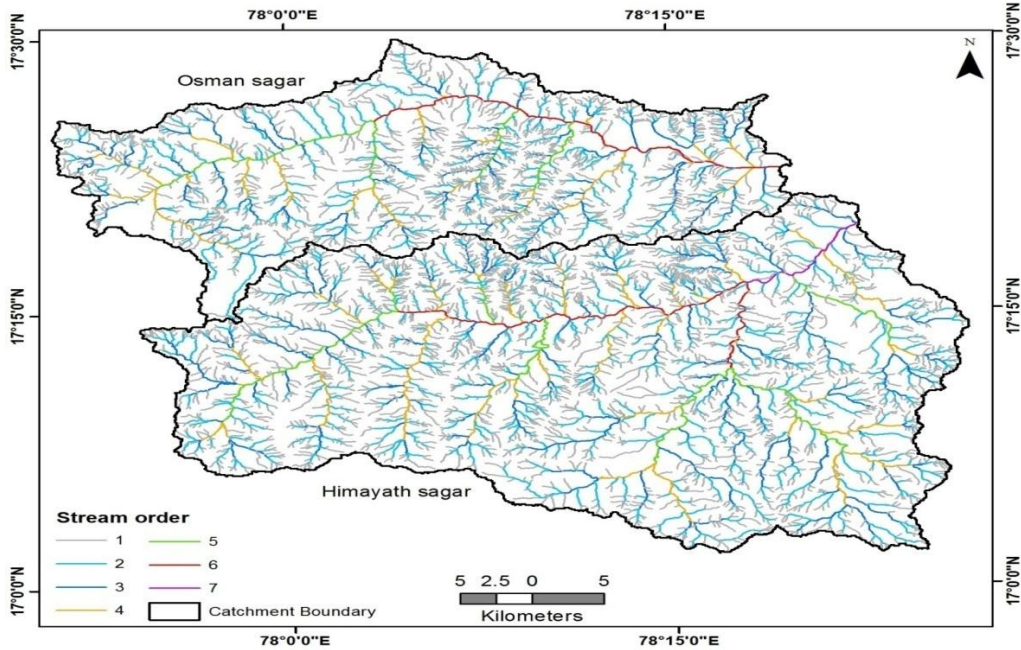 78°0'0"E 78°15'0"E
17°30'0"N
17°30'0"N
N
Osman sagar
17°15'0"N
17°15'0"N
Himayath sagar
Stream order
1 5
2 6
3 7
4 Catchment Boundary
5 2.5 0 5
Kilometers
17°0'0"N
17°0'0"N
78°0'0"E 78°15'0"E